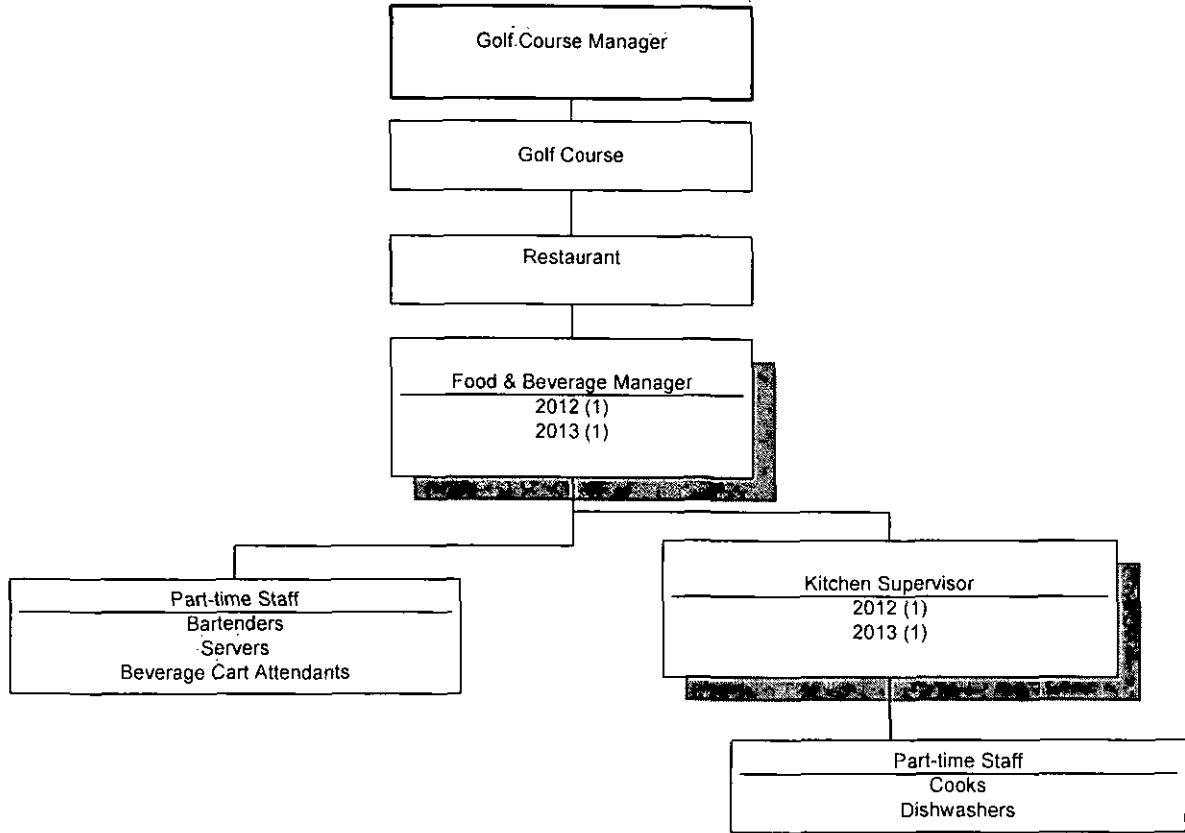 Golf Course Manager
Golf Course
Restaurant
Food & Beverage Manager
2012 (1)
2013 (1)
Part-time Staff
Bartenders
Servers
Beverage Cart Attendants
Kitchen Supervisor
2012 (1)
2013 (1)
Part-time Staff
Cooks
Dishwashers